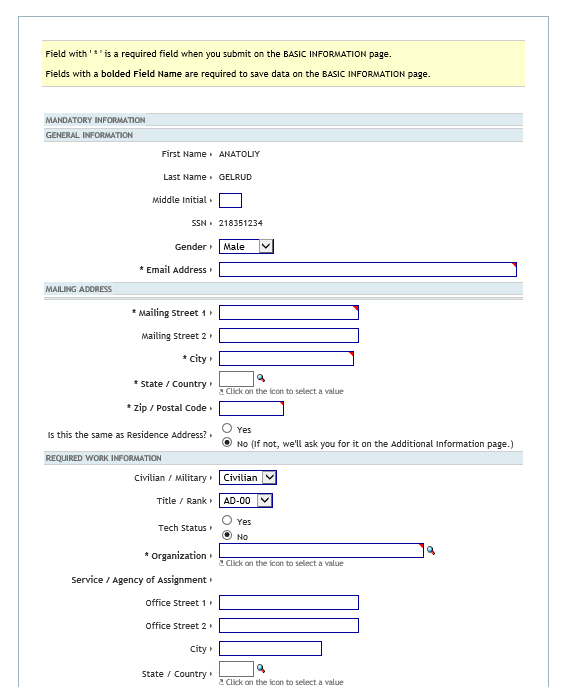 Field with ' * ' is a required field when you submit on the BASIC INFORMATION page.
Fields with a bolded Field Name are required to save data on the BASIC INFORMATION page.
MANDATORY INFORMATION
GENERAL INFORMATION
First Name ANATOLIY
Last Name GELRUD
Middle Initial
SSN 218351234
Gender Male
* Email Address
MAILING ADDRESS
* Mailing Street 1
Mailing Street 2
* City
* State / Country
Click on the icon to select a value
* Zip / Postal Code
Is this the same as Residence Address? Yes
No (If not, we'll ask you for it on the Additional Information page.)
REQUIRED WORK INFORMATION
Civilian / Military Civilian
Title / Rank AD-00
Tech Status Yes
No
* Organization
Click on the icon to select a value
Service / Agency of Assignment
Office Street 1
Office Street 2
City
State / Country
Click on the icon to select a value